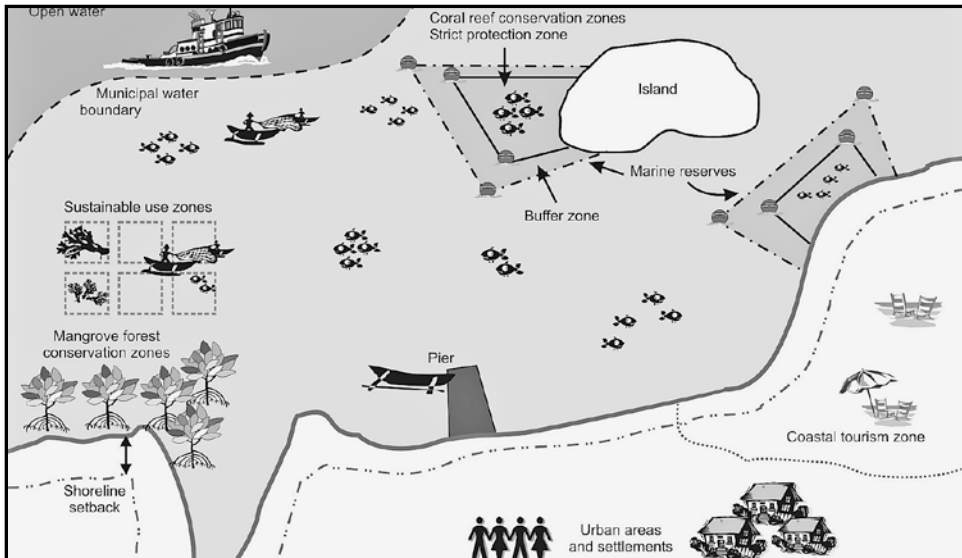 Open water
Coral reef conservation zones
Strict protection zone
Municipal water
boundary
Island
Marine reserves
Buffer zone
Sustainable use zones
Mangrove forest
conservation zones
Pier
Coastal tourism zone
Shoreline
setback
Urban areas
and settlements